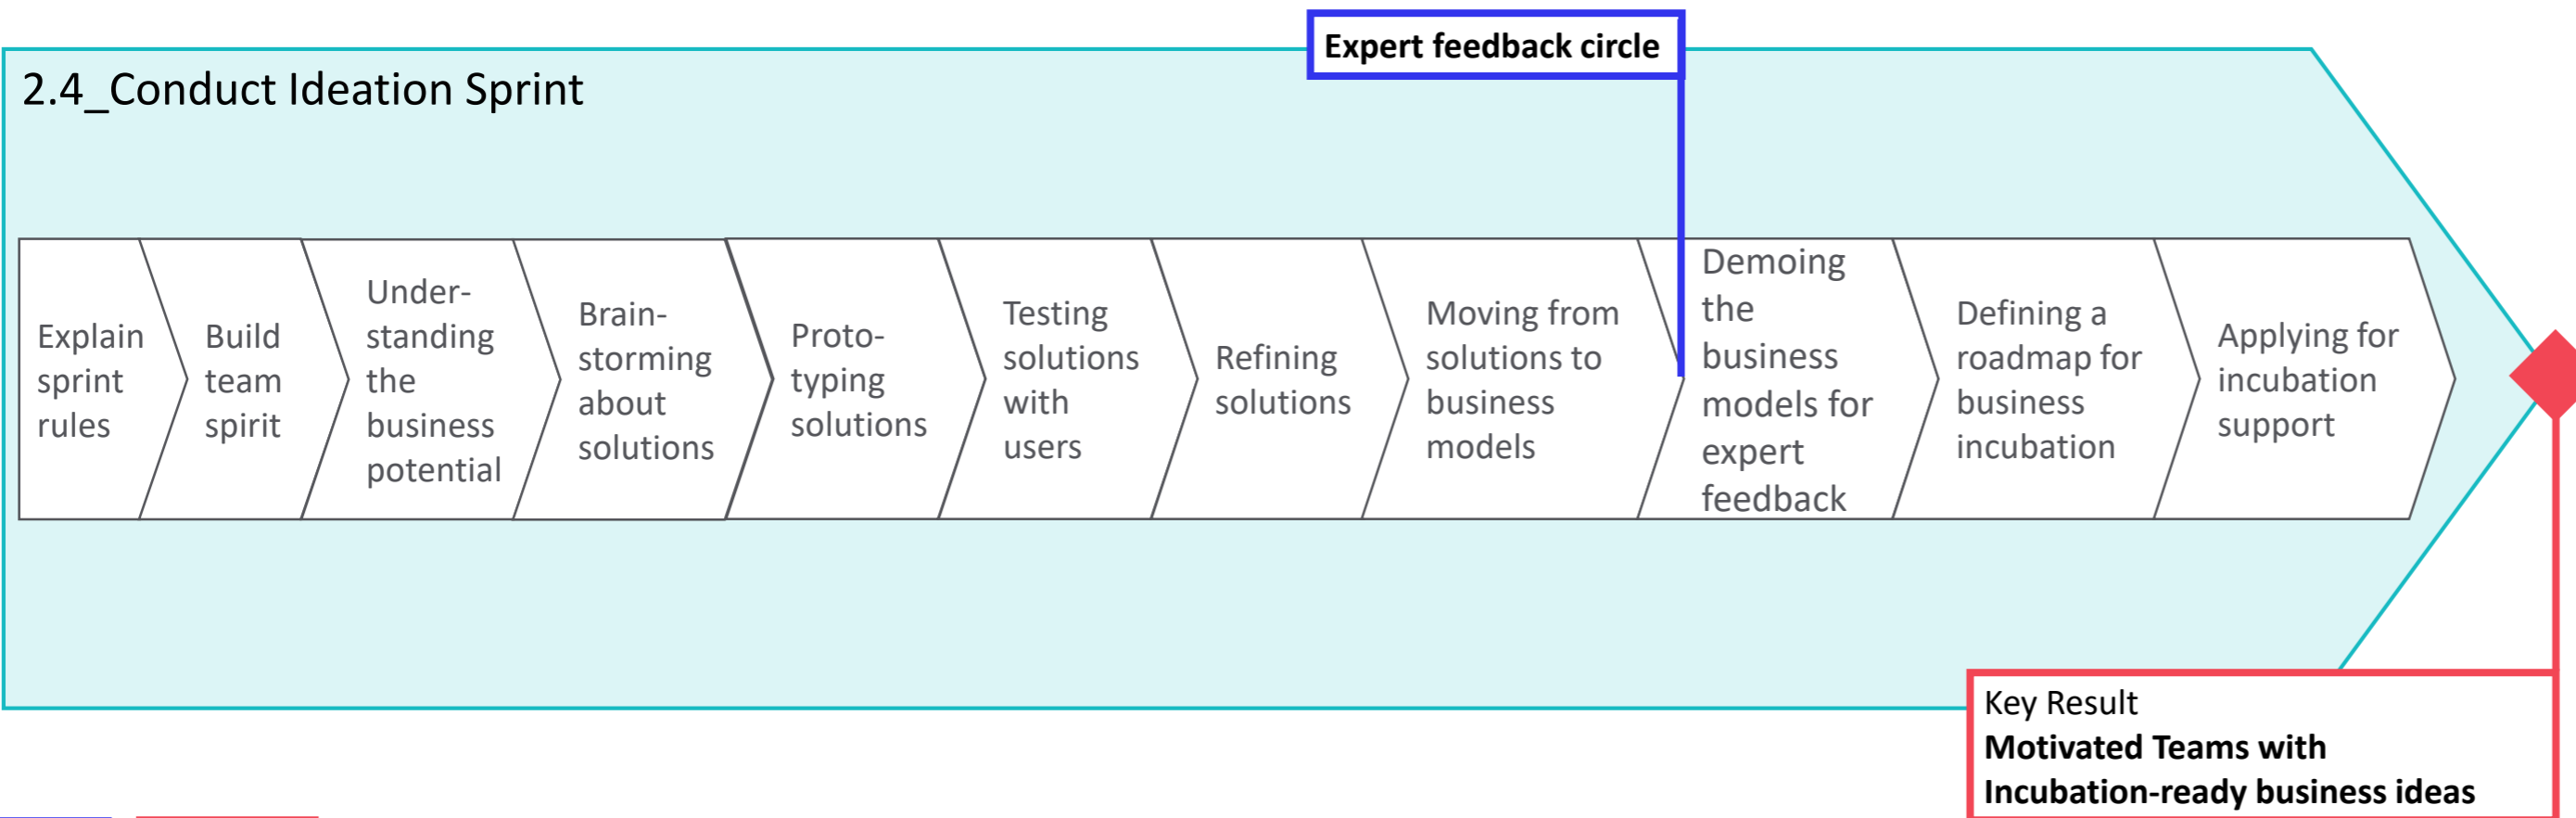 Expert feedback circle
2.4_Conduct Ideation Sprint
Explain
sprint
rules
Build
team
spirit
Under-
standing
the
business
potential
Brain-
storming
about
solutions
Proto-
typing
solutions
Testing
solutions
with
users
Refining
solutions
Moving from
solutions to
business
models
Demoing
the
business
models for
expert
feedback
Defining a
roadmap for
business
incubation
Applying for
incubation
support
Key Result
Motivated Teams with
Incubation-ready business ideas